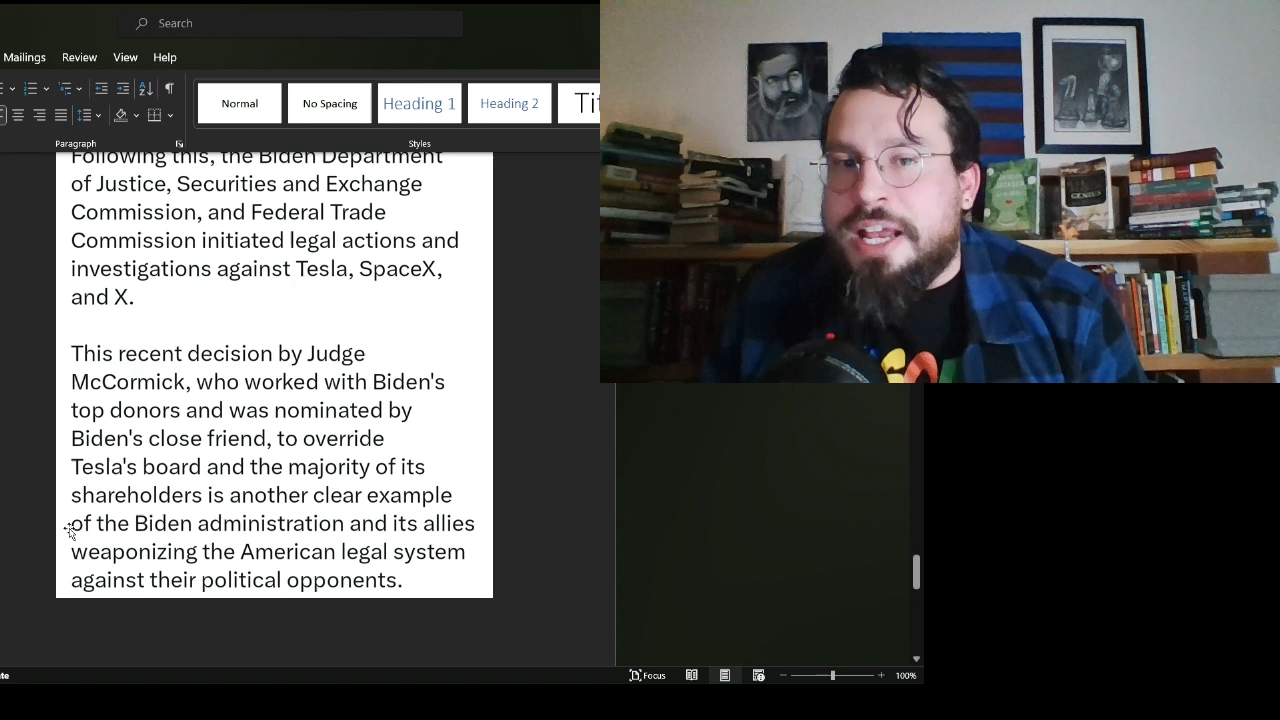 Search
Mailings Review View Help
Normal
No Spacing
Heading 1
Heading 2
Paragraph
Styles
Following this, the Biden Department
of Justice, Securities and Exchange
Commission, and Federal Trade
Commission initiated legal actions and
investigations against Tesla, SpaceX,
and X.
This recent decision by Judge
McCormick, who worked with Biden's
top donors and was nominated by
Biden's close friend, to override
Tesla's board and the majority of its
shareholders is another clear example
of the Biden administration and its allies
weaponizing the American legal system
against their political opponents.
Focus
100%
GENIUS